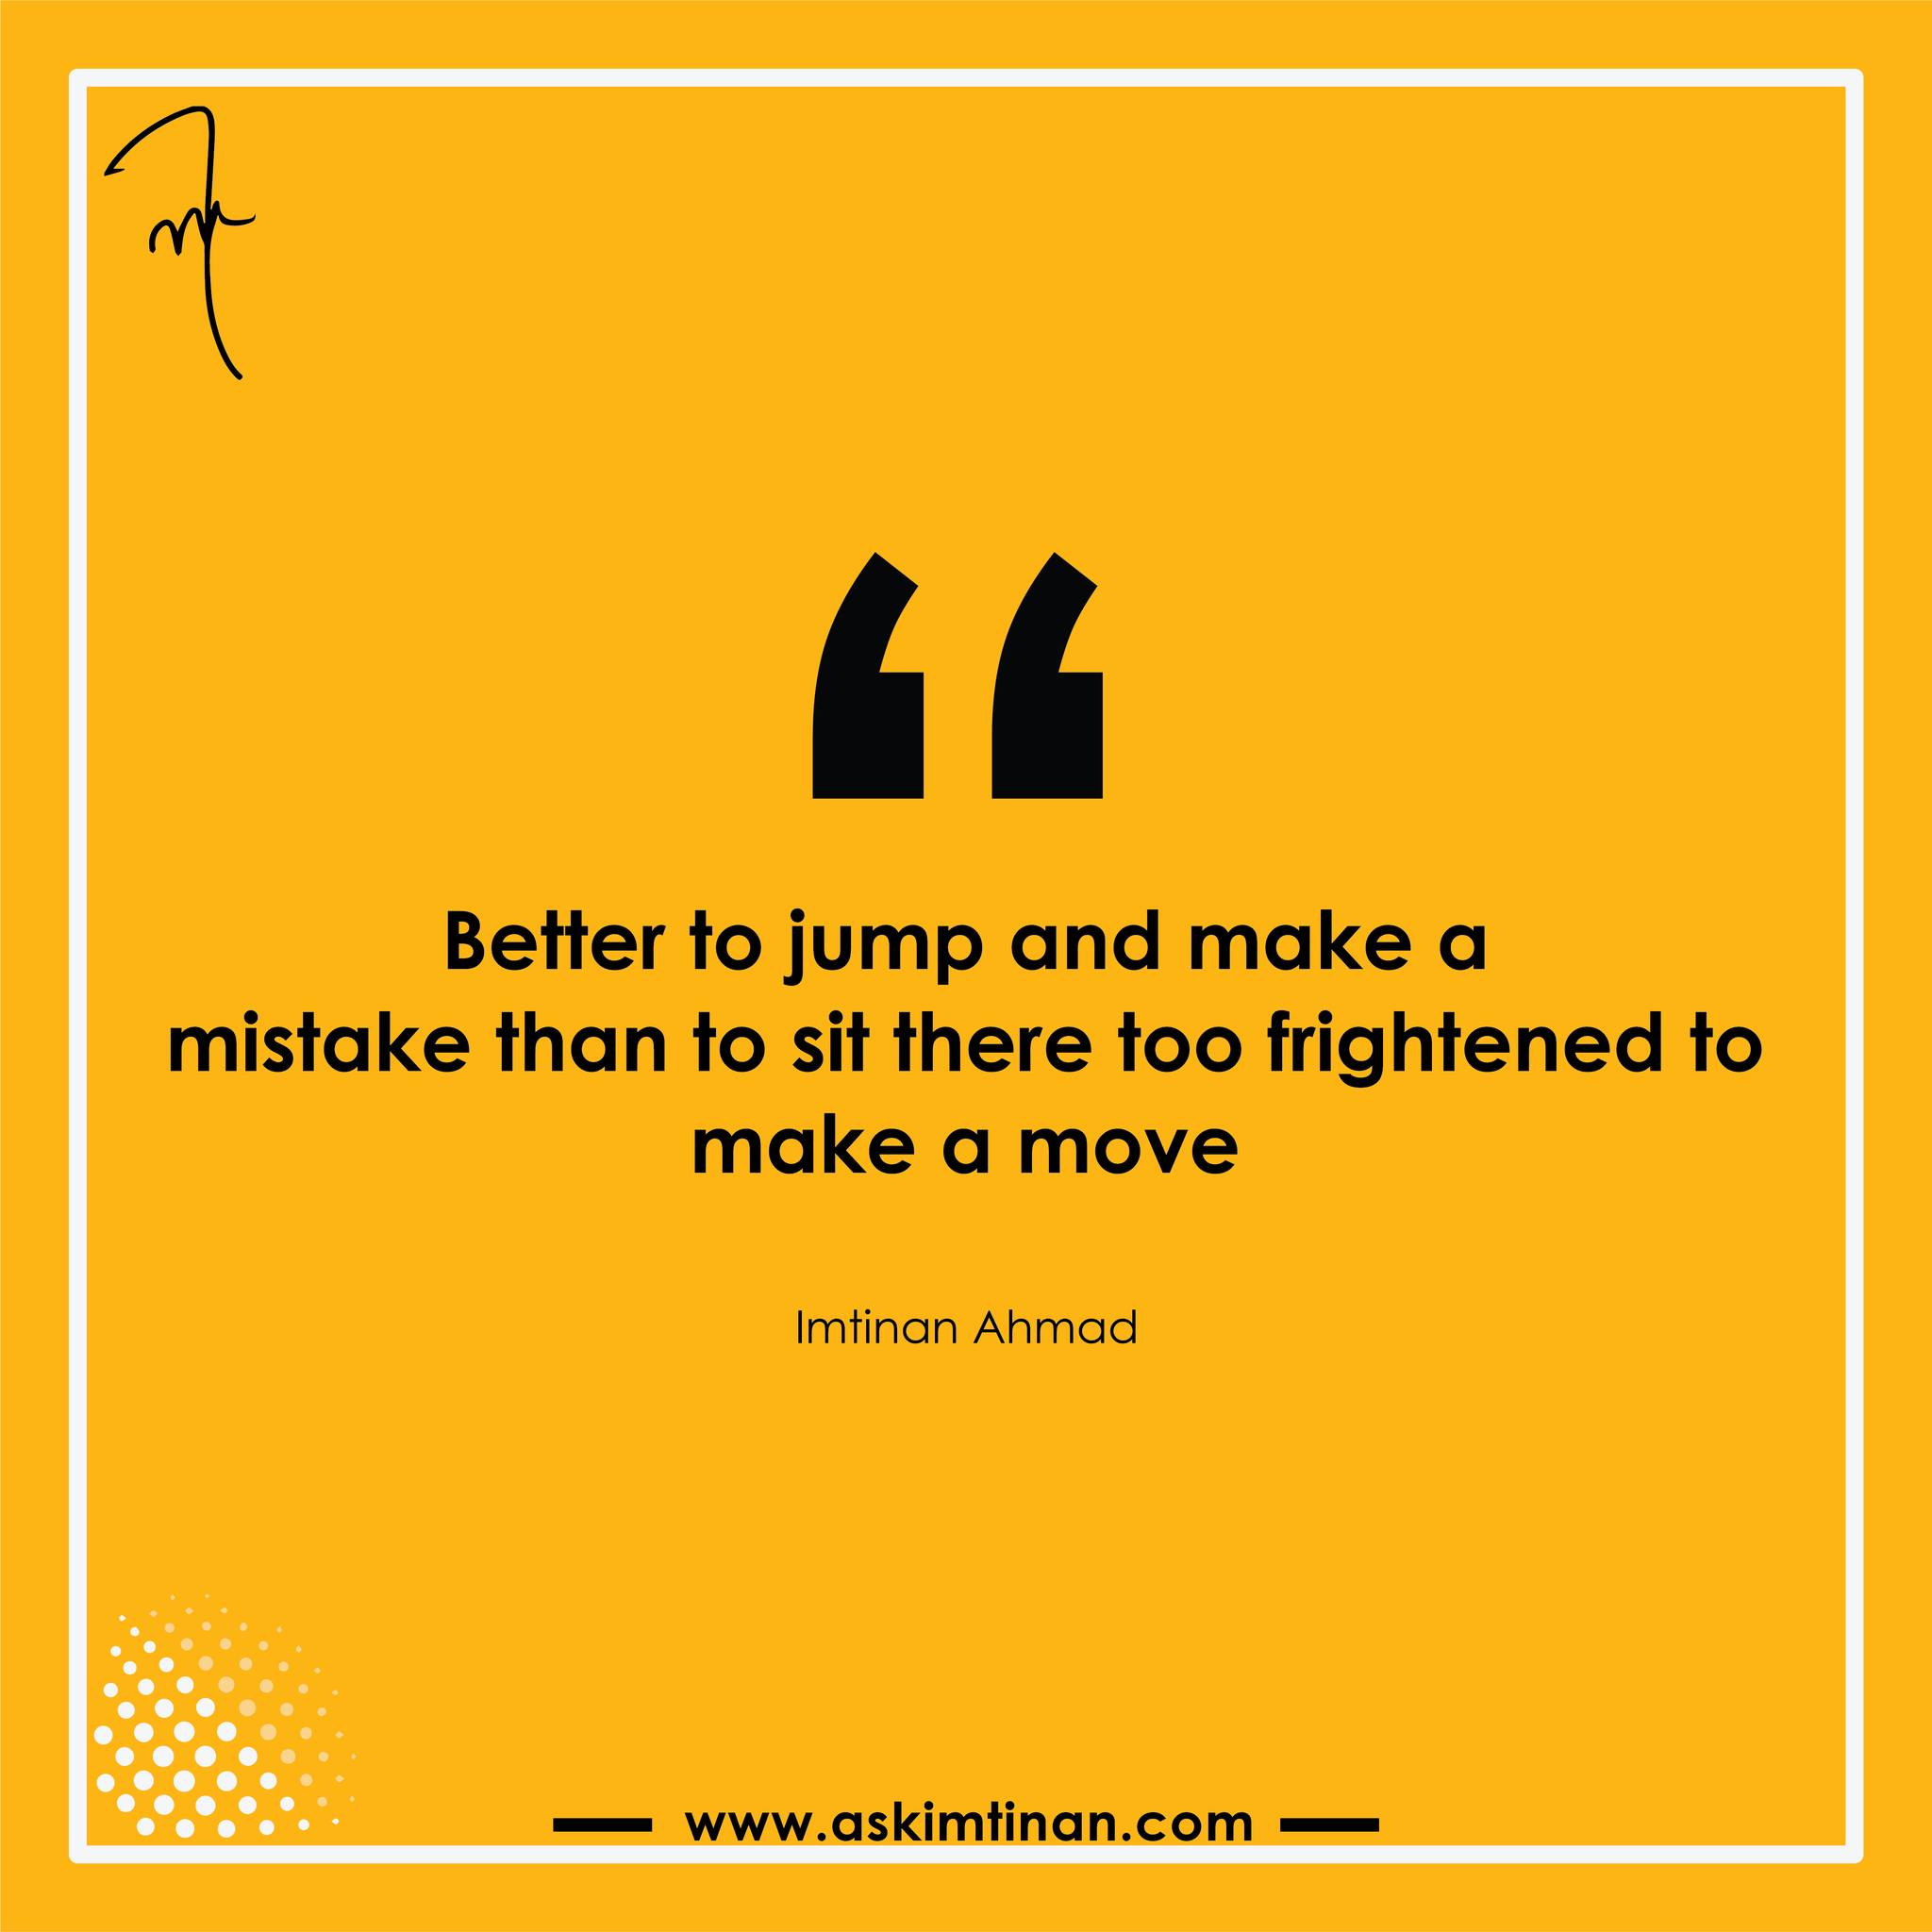 Better to jump and make a
mistake than to sit there too frightened to
make a move
Imtinan Ahmad
www.askimtinan.com